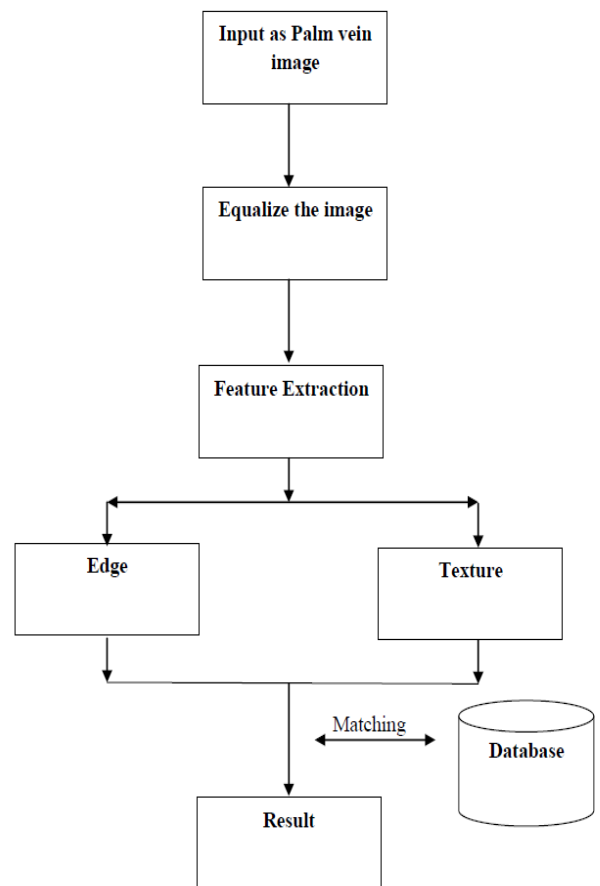 Input as Palm vein
image
Equalize the image
Feature Extraction
Edge
Texture
Matching
Database
Result